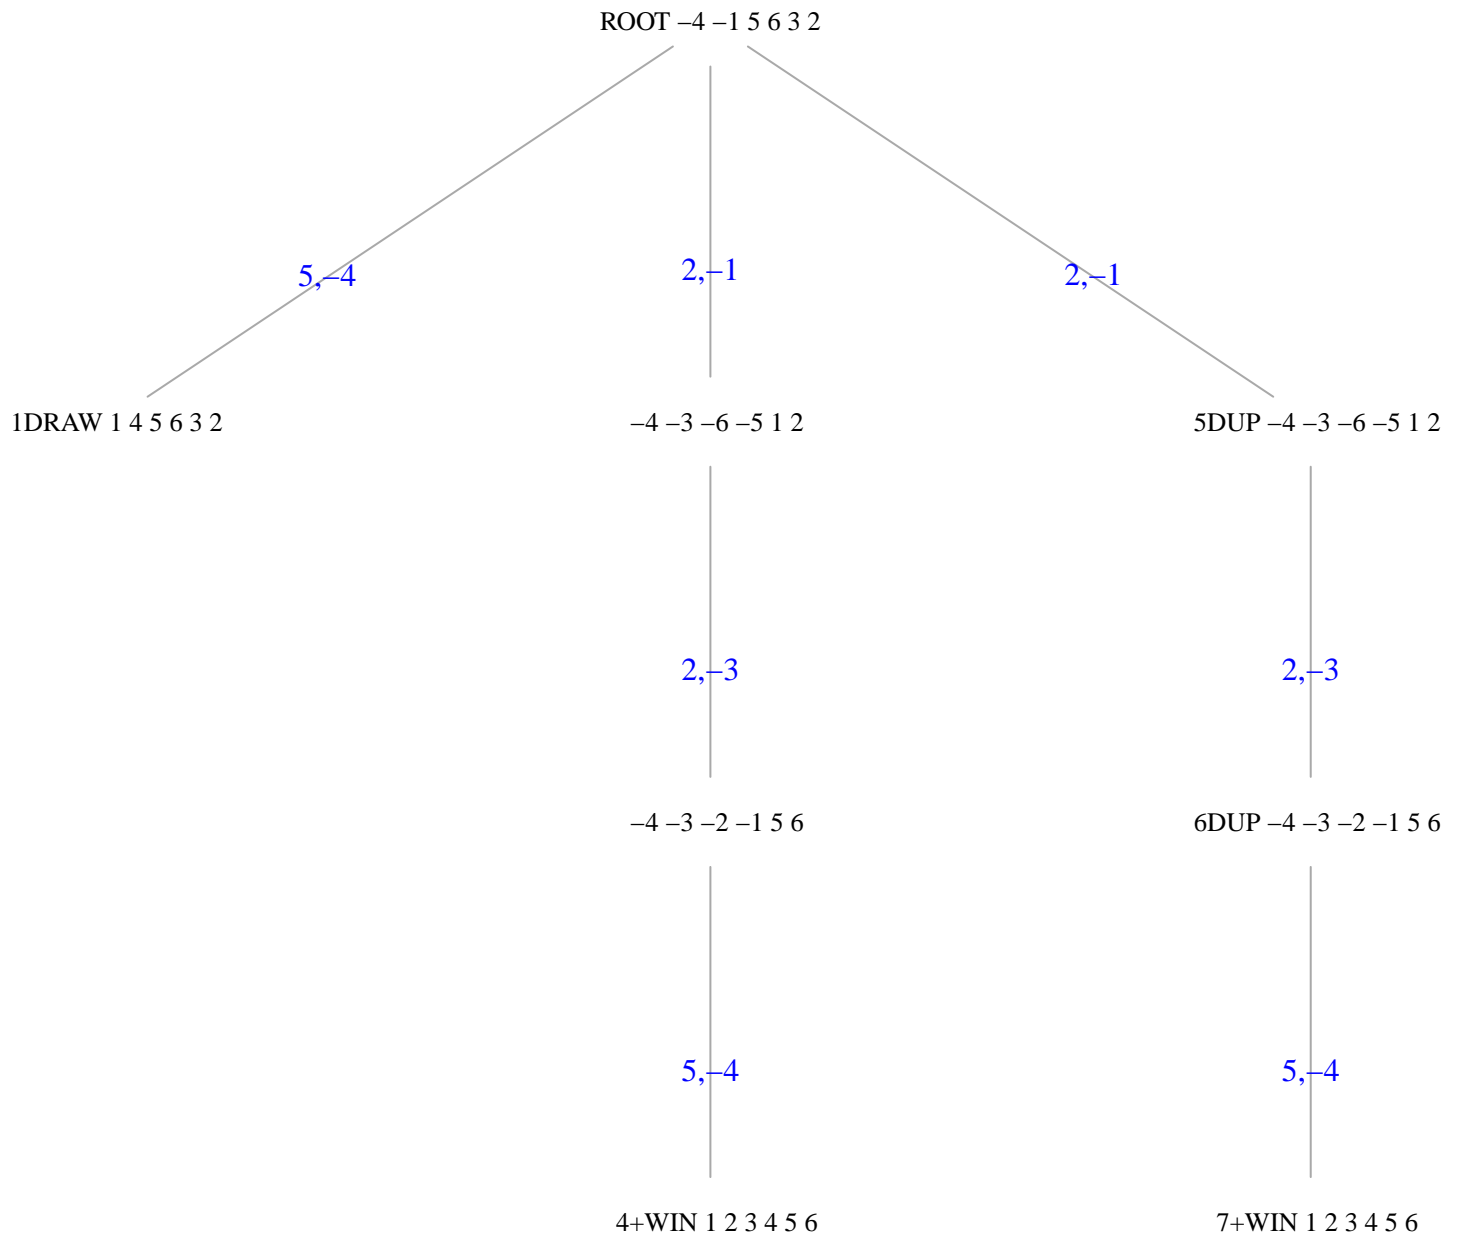 ROOT –4 –1 5 6 3 2
5,–4
2,–1
2,–1
1DRAW 1 4 5 6 3 2
–4 –3 –6 –5 1 2
5DUP –4 –3 –6 –5 1 2
2,–3
2,–3
–4 –3 –2 –1 5 6
6DUP –4 –3 –2 –1 5 6
5,–4
5,–4
4+WIN 1 2 3 4 5 6
7+WIN 1 2 3 4 5 6